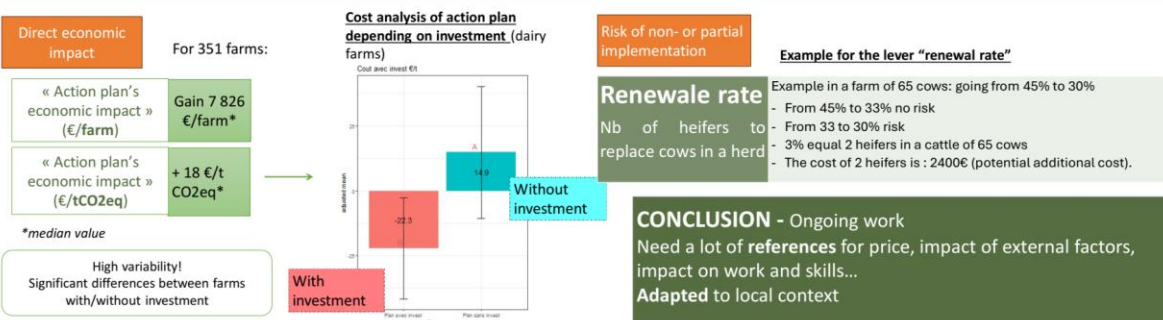 Direct economic
impact
For 351 farms:
« Action plan's
economic impact »
(€/farm)
Gain 7 826
€/farm*
« Action plan's
economic impact »
(€/tCO2eq)
+ 18 €/t
CO2eq*
*median value
High variability!
Significant differences between farms
with/without investment
Cost analysis of action plan
depending on investment (dairy
farms)
Cout avec invest €/t
adjusted mean
0
A
14.9
-22.3
Without
investment
With
investment
Plan avec invest
Plan sans invest
Risk of non- or partial
implementation
Example for the lever "renewal rate"
Renewale rate
Nb of heifers to
replace cows in a herd
Example in a farm of 65 cows: going from 45% to 30%
- From 45% to 33% no risk
- From 33 to 30% risk
- 3% equal 2 heifers in a cattle of 65 cows
- The cost of 2 heifers is : 2400€ (potential additional cost).
CONCLUSION - Ongoing work
Need a lot of references for price, impact of external factors,
impact on work and skills…
Adapted to local context